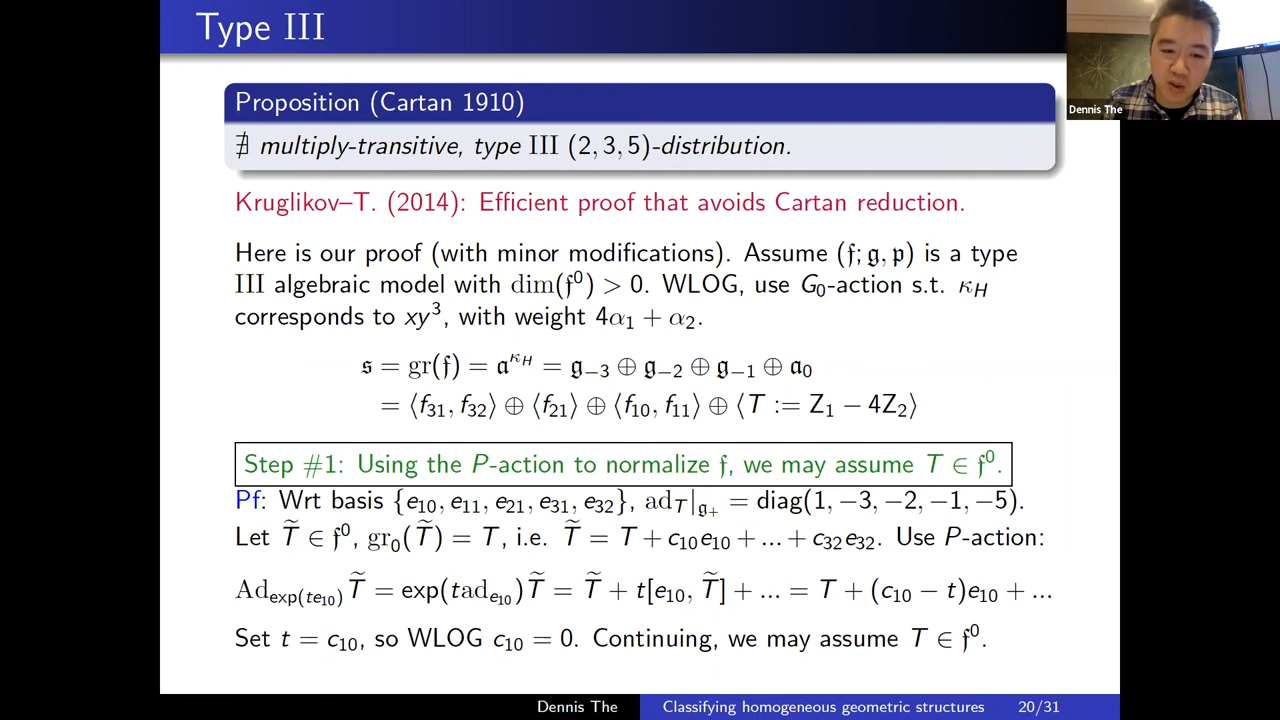 Type III
Proposition (Cartan 1910)
∄ multiply-transitive, type III (2, 3, 5)-distribution.
Kruglikov–T. (2014): Efficient proof that avoids Cartan reduction.
Here is our proof (with minor modifications). Assume (𝔣; 𝔤, 𝔭) is a type
III algebraic model with dim(𝔣⁰) > 0. WLOG, use G₀-action s.t. κ_H
corresponds to xy³, with weight 4α₁ + α₂.
𝔰 = gr(𝔣) = 𝔞^{κ_H} = 𝔤₋₃ ⊕ 𝔤₋₂ ⊕ 𝔤₋₁ ⊕ 𝔞₀
= ⟨f₃₁, f₃₂⟩ ⊕ ⟨f₂₁⟩ ⊕ ⟨f₁₀, f₁₁⟩ ⊕ ⟨T := Z₁ − 4Z₂⟩
Step #1: Using the P-action to normalize 𝔣, we may assume T ∈ 𝔣⁰.
Pf: Wrt basis {e₁₀, e₁₁, e₂₁, e₃₁, e₃₂}, ad_T|_{𝔤₊} = diag(1, −3, −2, −1, −5).
Let T̃ ∈ 𝔣⁰, gr₀(T̃) = T, i.e. T̃ = T + c₁₀e₁₀ + ... + c₃₂e₃₂. Use P-action:
Ad_{exp(te₁₀)} T̃ = exp(t ad_{e₁₀})T̃ = T̃ + t[e₁₀, T̃] + ... = T + (c₁₀ − t)e₁₀ + ...
Set t = c₁₀, so WLOG c₁₀ = 0. Continuing, we may assume T ∈ 𝔣⁰.
Dennis The
Dennis The Classifying homogeneous geometric structures 20/31